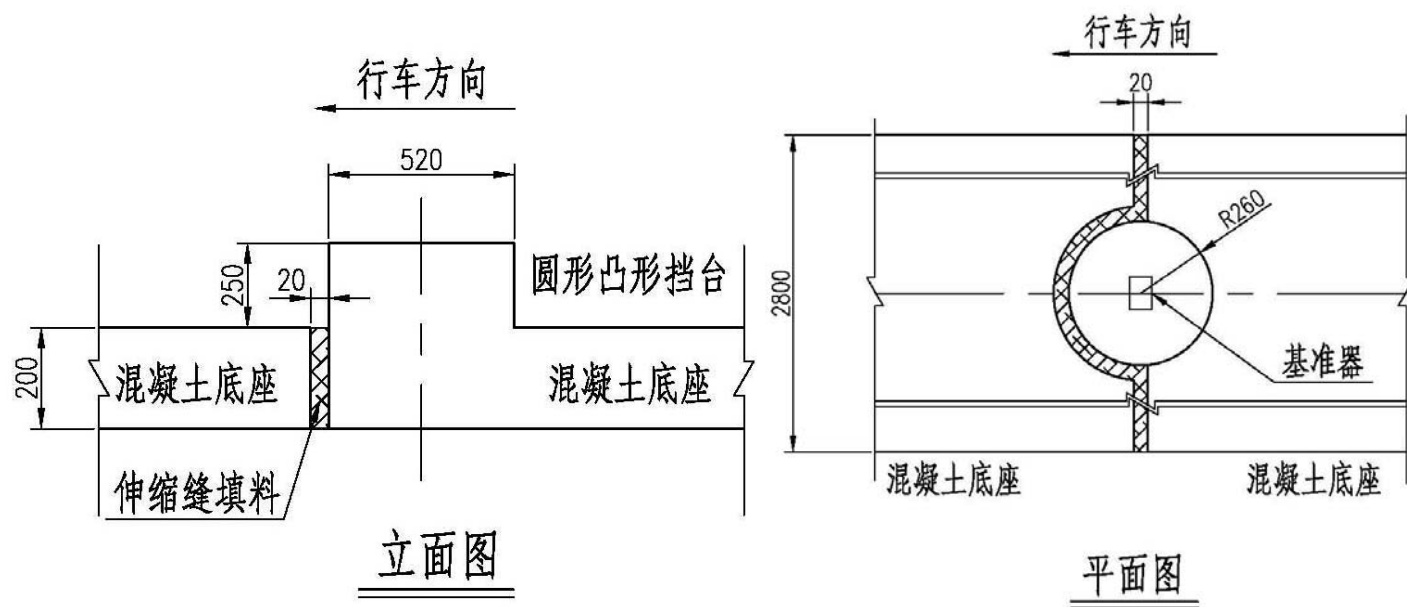 行车方向
520
250
20
圆形凸形挡台
200
混凝土底座
混凝土底座
伸缩缝填料
立面图
行车方向
20
R260
2800
基准器
混凝土底座
混凝土底座
平面图